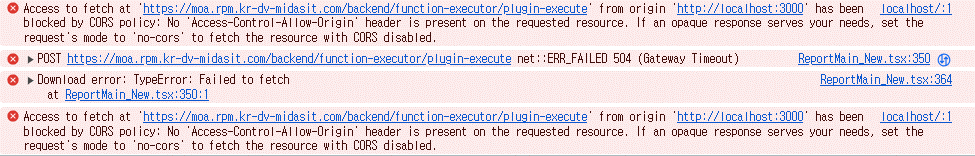 Access to fetch at 'https://moa.rpm.kr-dv-midasit.com/backend/function-executor/plugin-execute' from origin 'http://localhost:3000' has been localhost/:1
blocked by CORS policy: No 'Access-Control-Allow-Origin' header is present on the requested resource. If an opaque response serves your needs, set the
request's mode to 'no-cors' to fetch the resource with CORS disabled.
POST https://moa.rpm.kr-dv-midasit.com/backend/function-executor/plugin-execute net::ERR_FAILED 504 (Gateway Timeout) ReportMain_New.tsx:350
Download error: TypeError: Failed to fetch ReportMain_New.tsx:364
at ReportMain_New.tsx:350:1
Access to fetch at 'https://moa.rpm.kr-dv-midasit.com/backend/function-executor/plugin-execute' from origin 'http://localhost:3000' has been localhost/:1
blocked by CORS policy: No 'Access-Control-Allow-Origin' header is present on the requested resource. If an opaque response serves your needs, set the
request's mode to 'no-cors' to fetch the resource with CORS disabled.